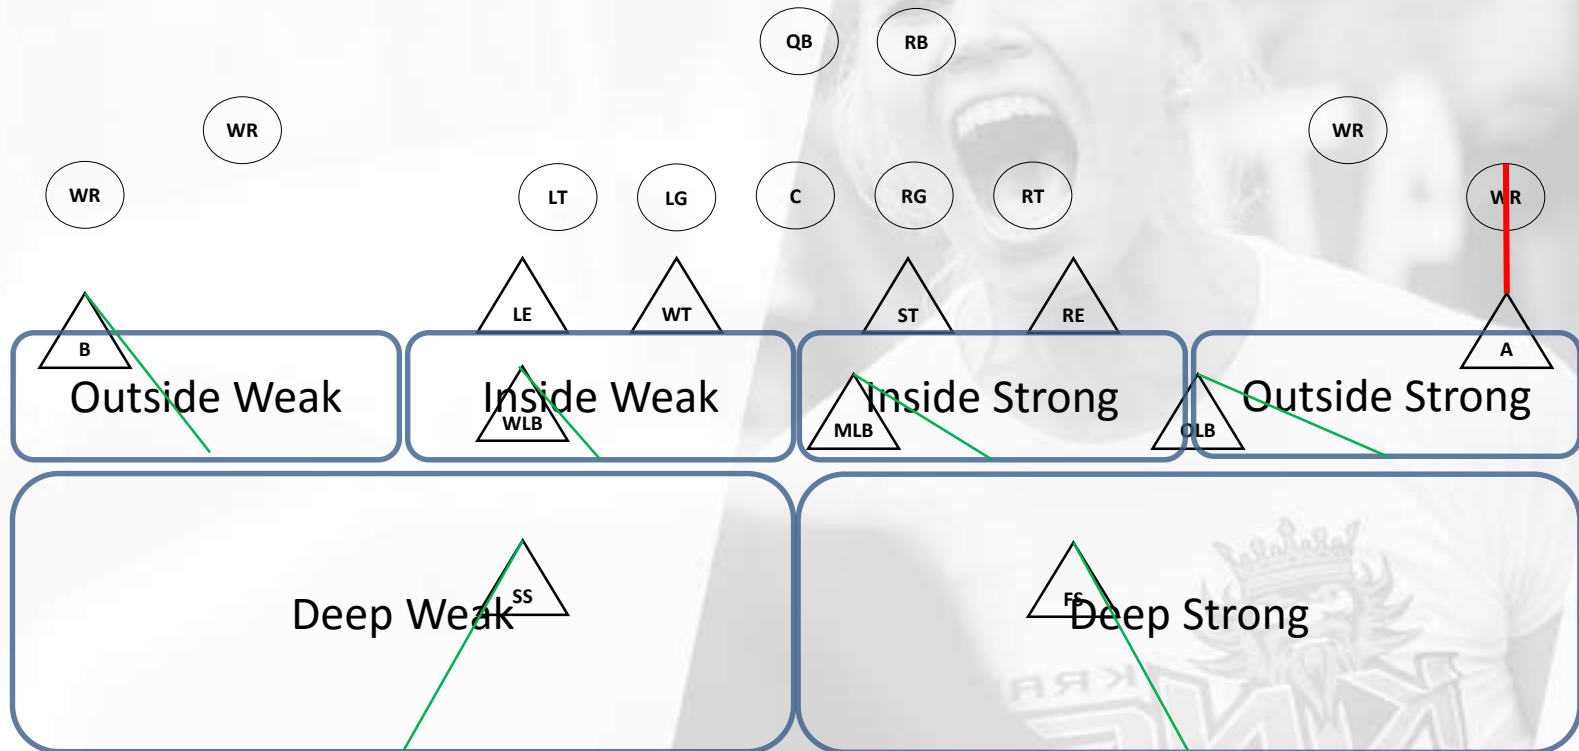 QB
RB
WR
WR
WR
LT
LG
C
RG
RT
WR
LE
WT
ST
RE
B
A
Outside Weak
Inside Weak
Inside Strong
Outside Strong
WLB
MLB
OLB
SS
FS
Deep Weak
Deep Strong
KRA